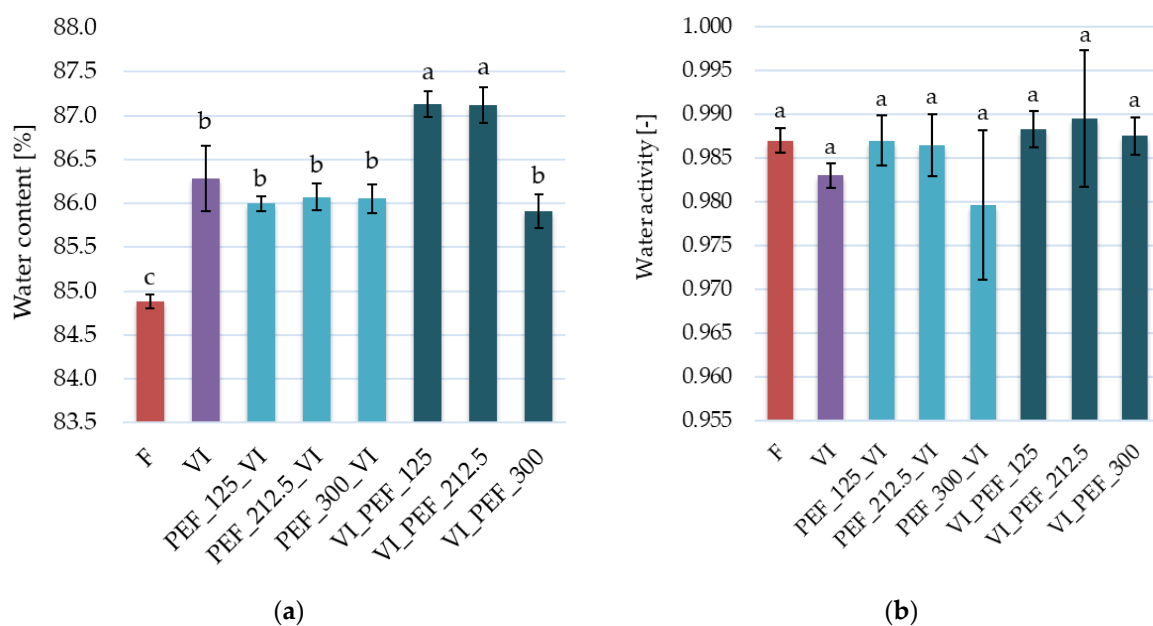 Water content [%]
88.0
87.5
87.0
86.5
86.0
85.5
85.0
84.5
84.0
83.5
c
b
b
b
b
a
a
b
F
VI
PEF_125_VI
PEF_212.5_VI
PEF_300_VI
VI_PEF_125
VI_PEF_212.5
VI_PEF_300
(a)
Water activity [-]
1.000
0.995
0.990
0.985
0.980
0.975
0.970
0.965
0.960
0.955
a
a
a
a
a
a
a
a
F
VI
PEF_125_VI
PEF_212.5_VI
PEF_300_VI
VI_PEF_125
VI_PEF_212.5
VI_PEF_300
(b)